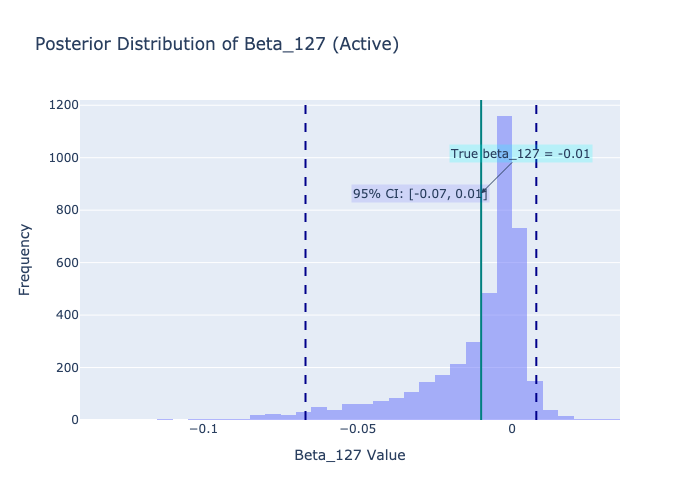 Posterior Distribution of Beta_127 (Active)
1200
1000
800
600
400
200
0
Frequency
True beta_127 = -0.01
95% CI: [-0.07, 0.01]
−0.1
−0.05
0
Beta_127 Value